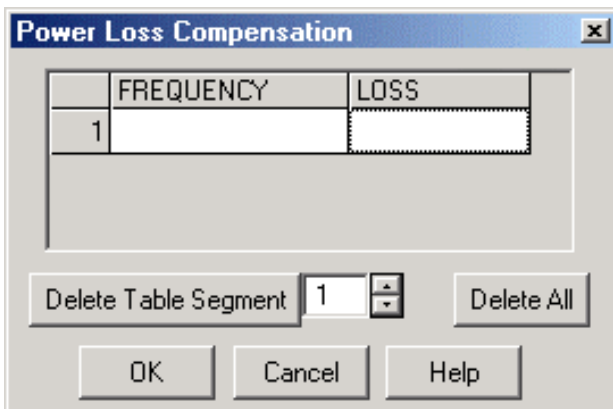 Power Loss Compensation
FREQUENCY LOSS
1
Delete Table Segment 1 Delete All
OK Cancel Help